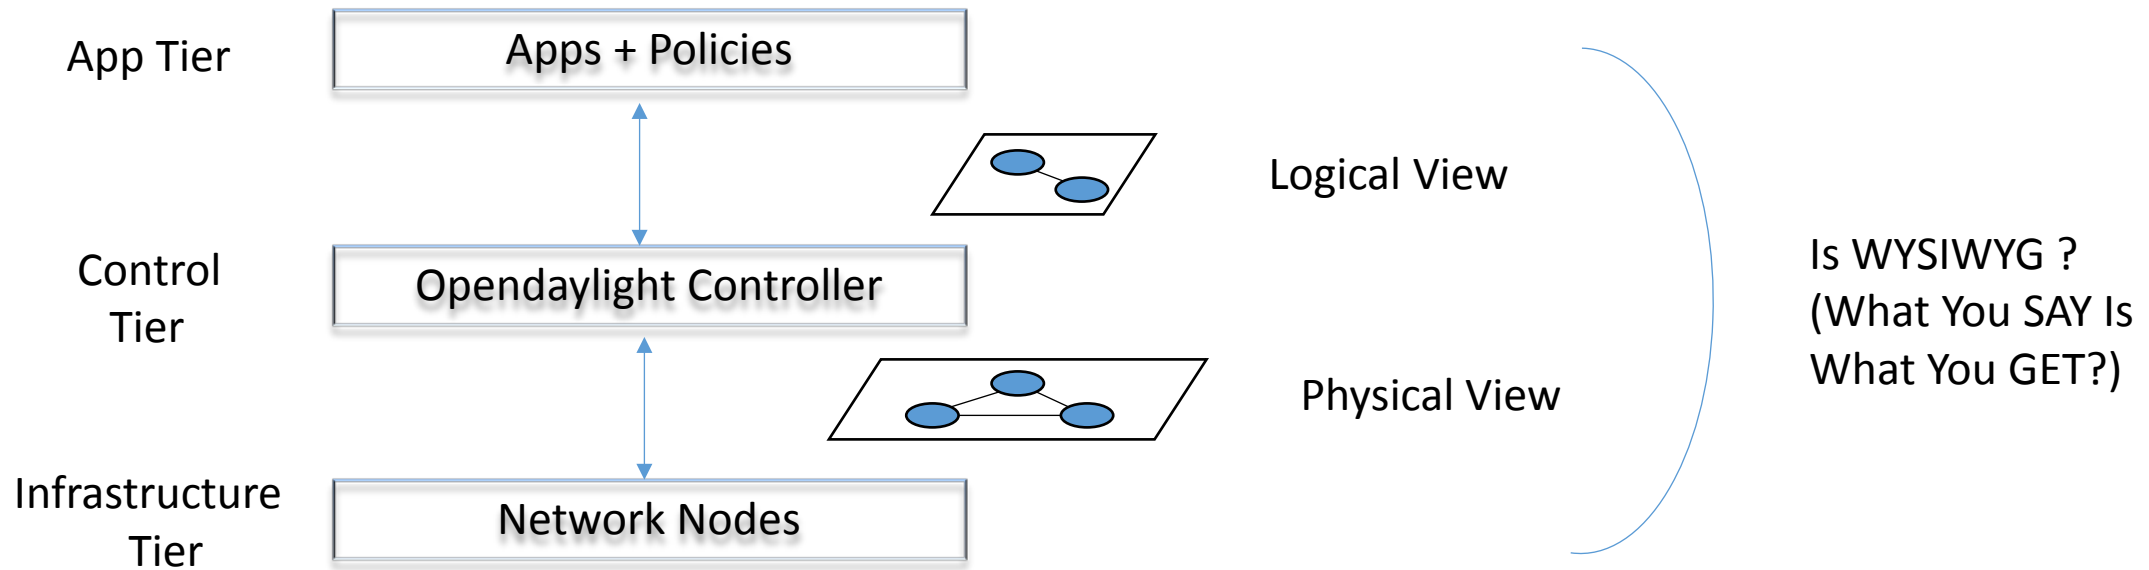 App Tier
Apps + Policies
Logical View
Control
Tier
Opendaylight Controller
Is WYSIWYG ?
(What You SAY Is
What You GET?)
Physical View
Infrastructure
Tier
Network Nodes